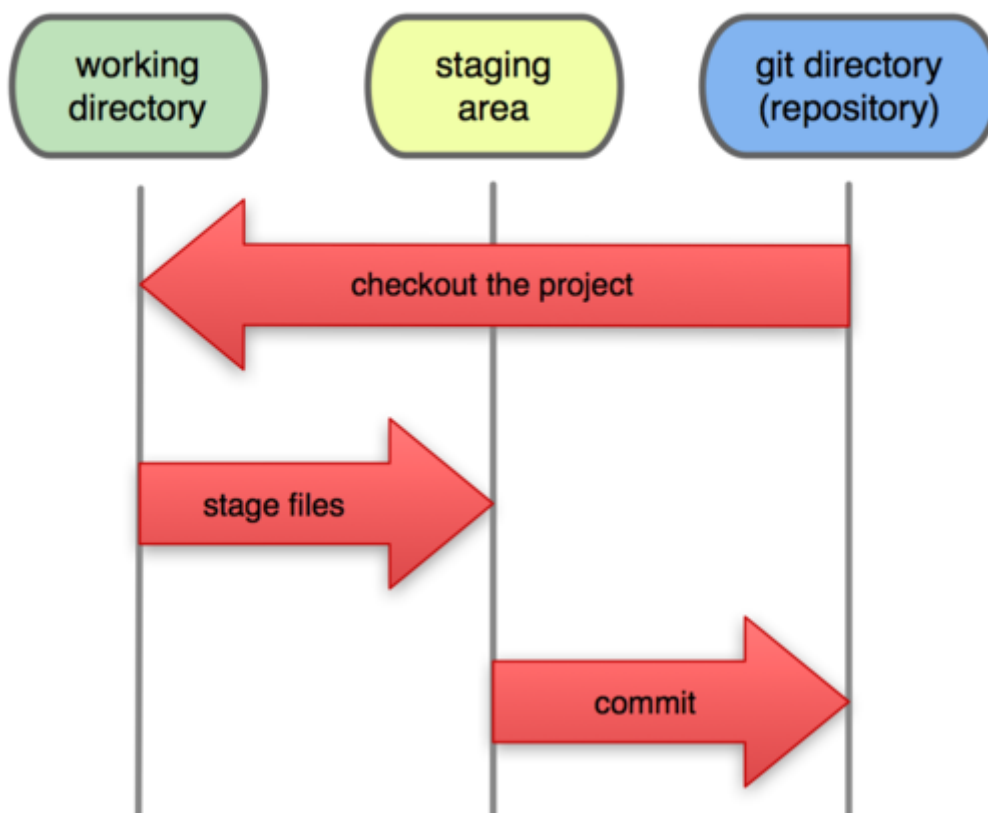 working
directory
staging
area
git directory
(repository)
checkout the project
stage files
commit